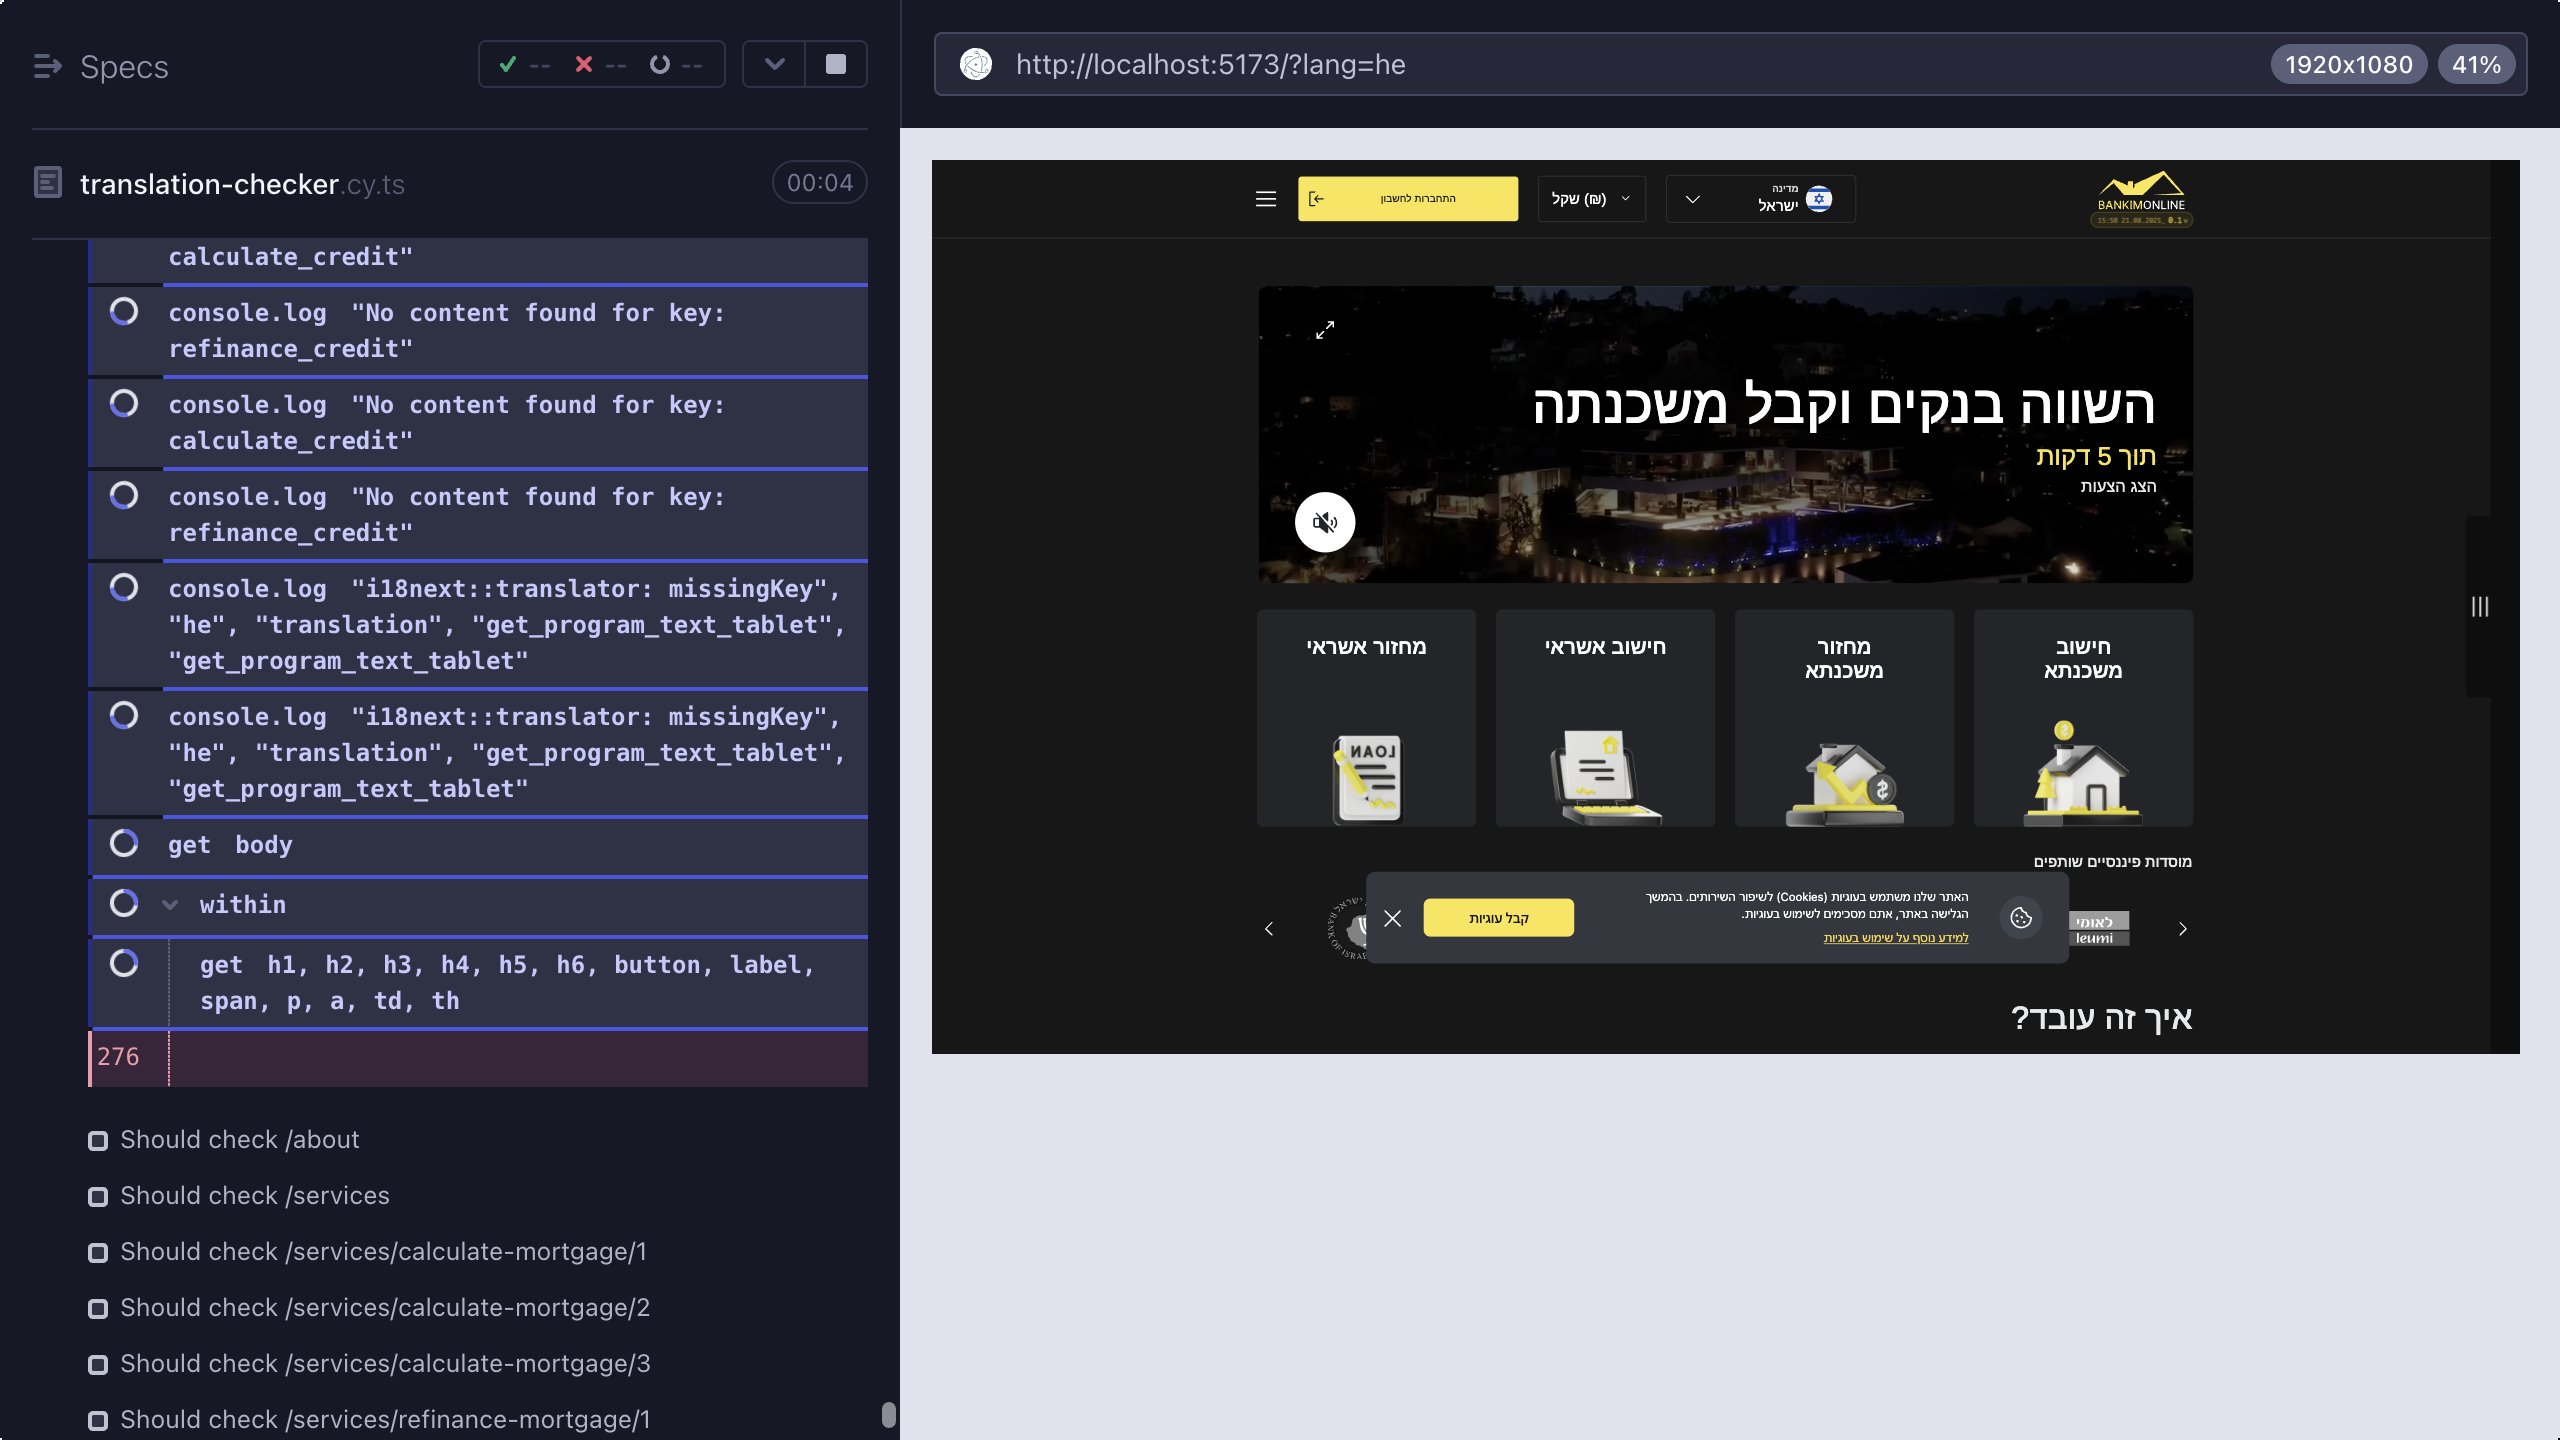 Specs
-- -- --
translation-checker.cy.ts
00:04
calculate_credit"
console.log "No content found for key:
refinance_credit"
console.log "No content found for key:
calculate_credit"
console.log "No content found for key:
refinance_credit"
console.log "i18next::translator: missingKey",
"he", "translation", "get_program_text_tablet",
"get_program_text_tablet"
console.log "i18next::translator: missingKey",
"he", "translation", "get_program_text_tablet",
"get_program_text_tablet"
get body
within
get h1, h2, h3, h4, h5, h6, button, label,
span, p, a, td, th
276
Should check /about
Should check /services
Should check /services/calculate-mortgage/1
Should check /services/calculate-mortgage/2
Should check /services/calculate-mortgage/3
Should check /services/refinance-mortgage/1
http://localhost:5173/?lang=he
1920x1080
41%
BANKIMONLINE
מדינה
ישראל
שקל (₪)
התחברות לחשבון
השווה בנקים וקבל משכנתה
תוך 5 דקות
הצג הצעות
חישוב
משכנתא
מחזור
משכנתא
חישוב אשראי
מחזור אשראי
LOAN
מוסדות פיננסיים שותפים
לאומי
leumi
האתר שלנו משתמש בעוגיות (Cookies) לשיפור השירותים. בהמשך
הגלישה באתר, אתם מסכימים לשימוש בעוגיות.
למידע נוסף על שימוש בעוגיות
קבל עוגיות
איך זה עובד?